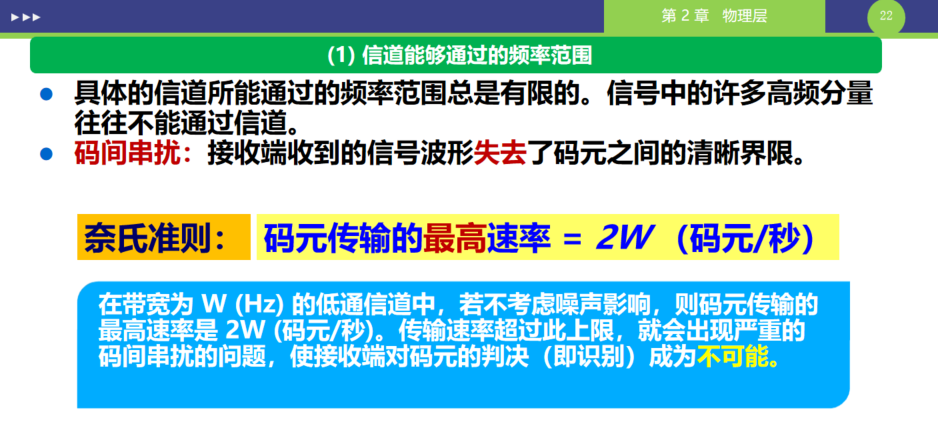 第 2 章 物理层
22
(1) 信道能够通过的频率范围
具体的信道所能通过的频率范围总是有限的。信号中的许多高频分量
往往不能通过信道。
码间串扰：接收端收到的信号波形失去了码元之间的清晰界限。
奈氏准则： 码元传输的最高速率 = 2W （码元/秒）
在带宽为 W (Hz) 的低通信道中，若不考虑噪声影响，则码元传输的
最高速率是 2W (码元/秒)。传输速率超过此上限，就会出现严重的
码间串扰的问题，使接收端对码元的判决（即识别）成为不可能。